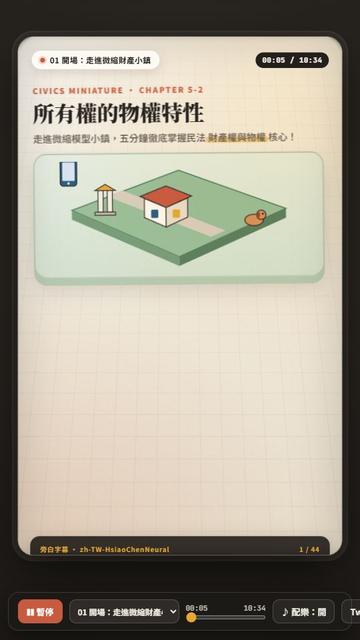 01 開場：走進微縮財產小鎮
00:05 / 10:34
CIVICS MINIATURE • CHAPTER 5-2
所有權的物權特性
走進微縮模型小鎮，五分鐘徹底掌握民法 財產權與物權 核心！
旁白字幕 • zh-TW-HsiaoChenNeural
1 / 44
暫停
01 開場：走進微縮財產小
00:05
10:34
♪ 配樂：開
Tw